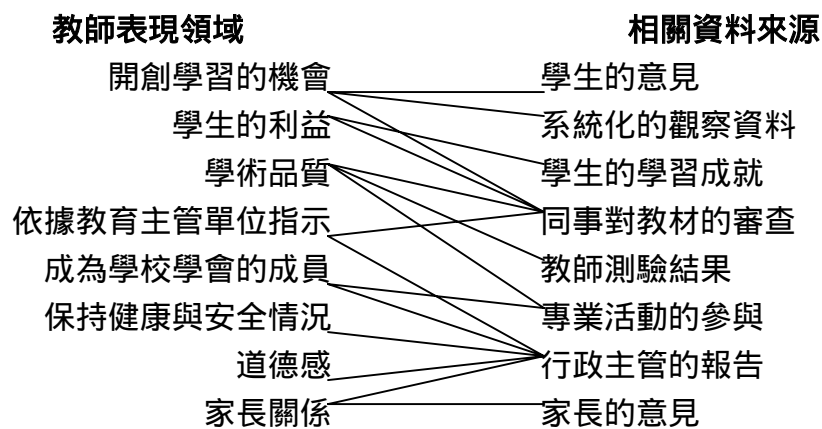 教師表現領域 相關資料來源
開創學習的機會 學生的意見
學生的利益 系統化的觀察資料
學術品質 學生的學習成就
依據教育主管單位指示 同事對教材的審查
成為學校學會的成員 教師測驗結果
保持健康與安全情況 專業活動的參與
道德感 行政主管的報告
家長關係 家長的意見